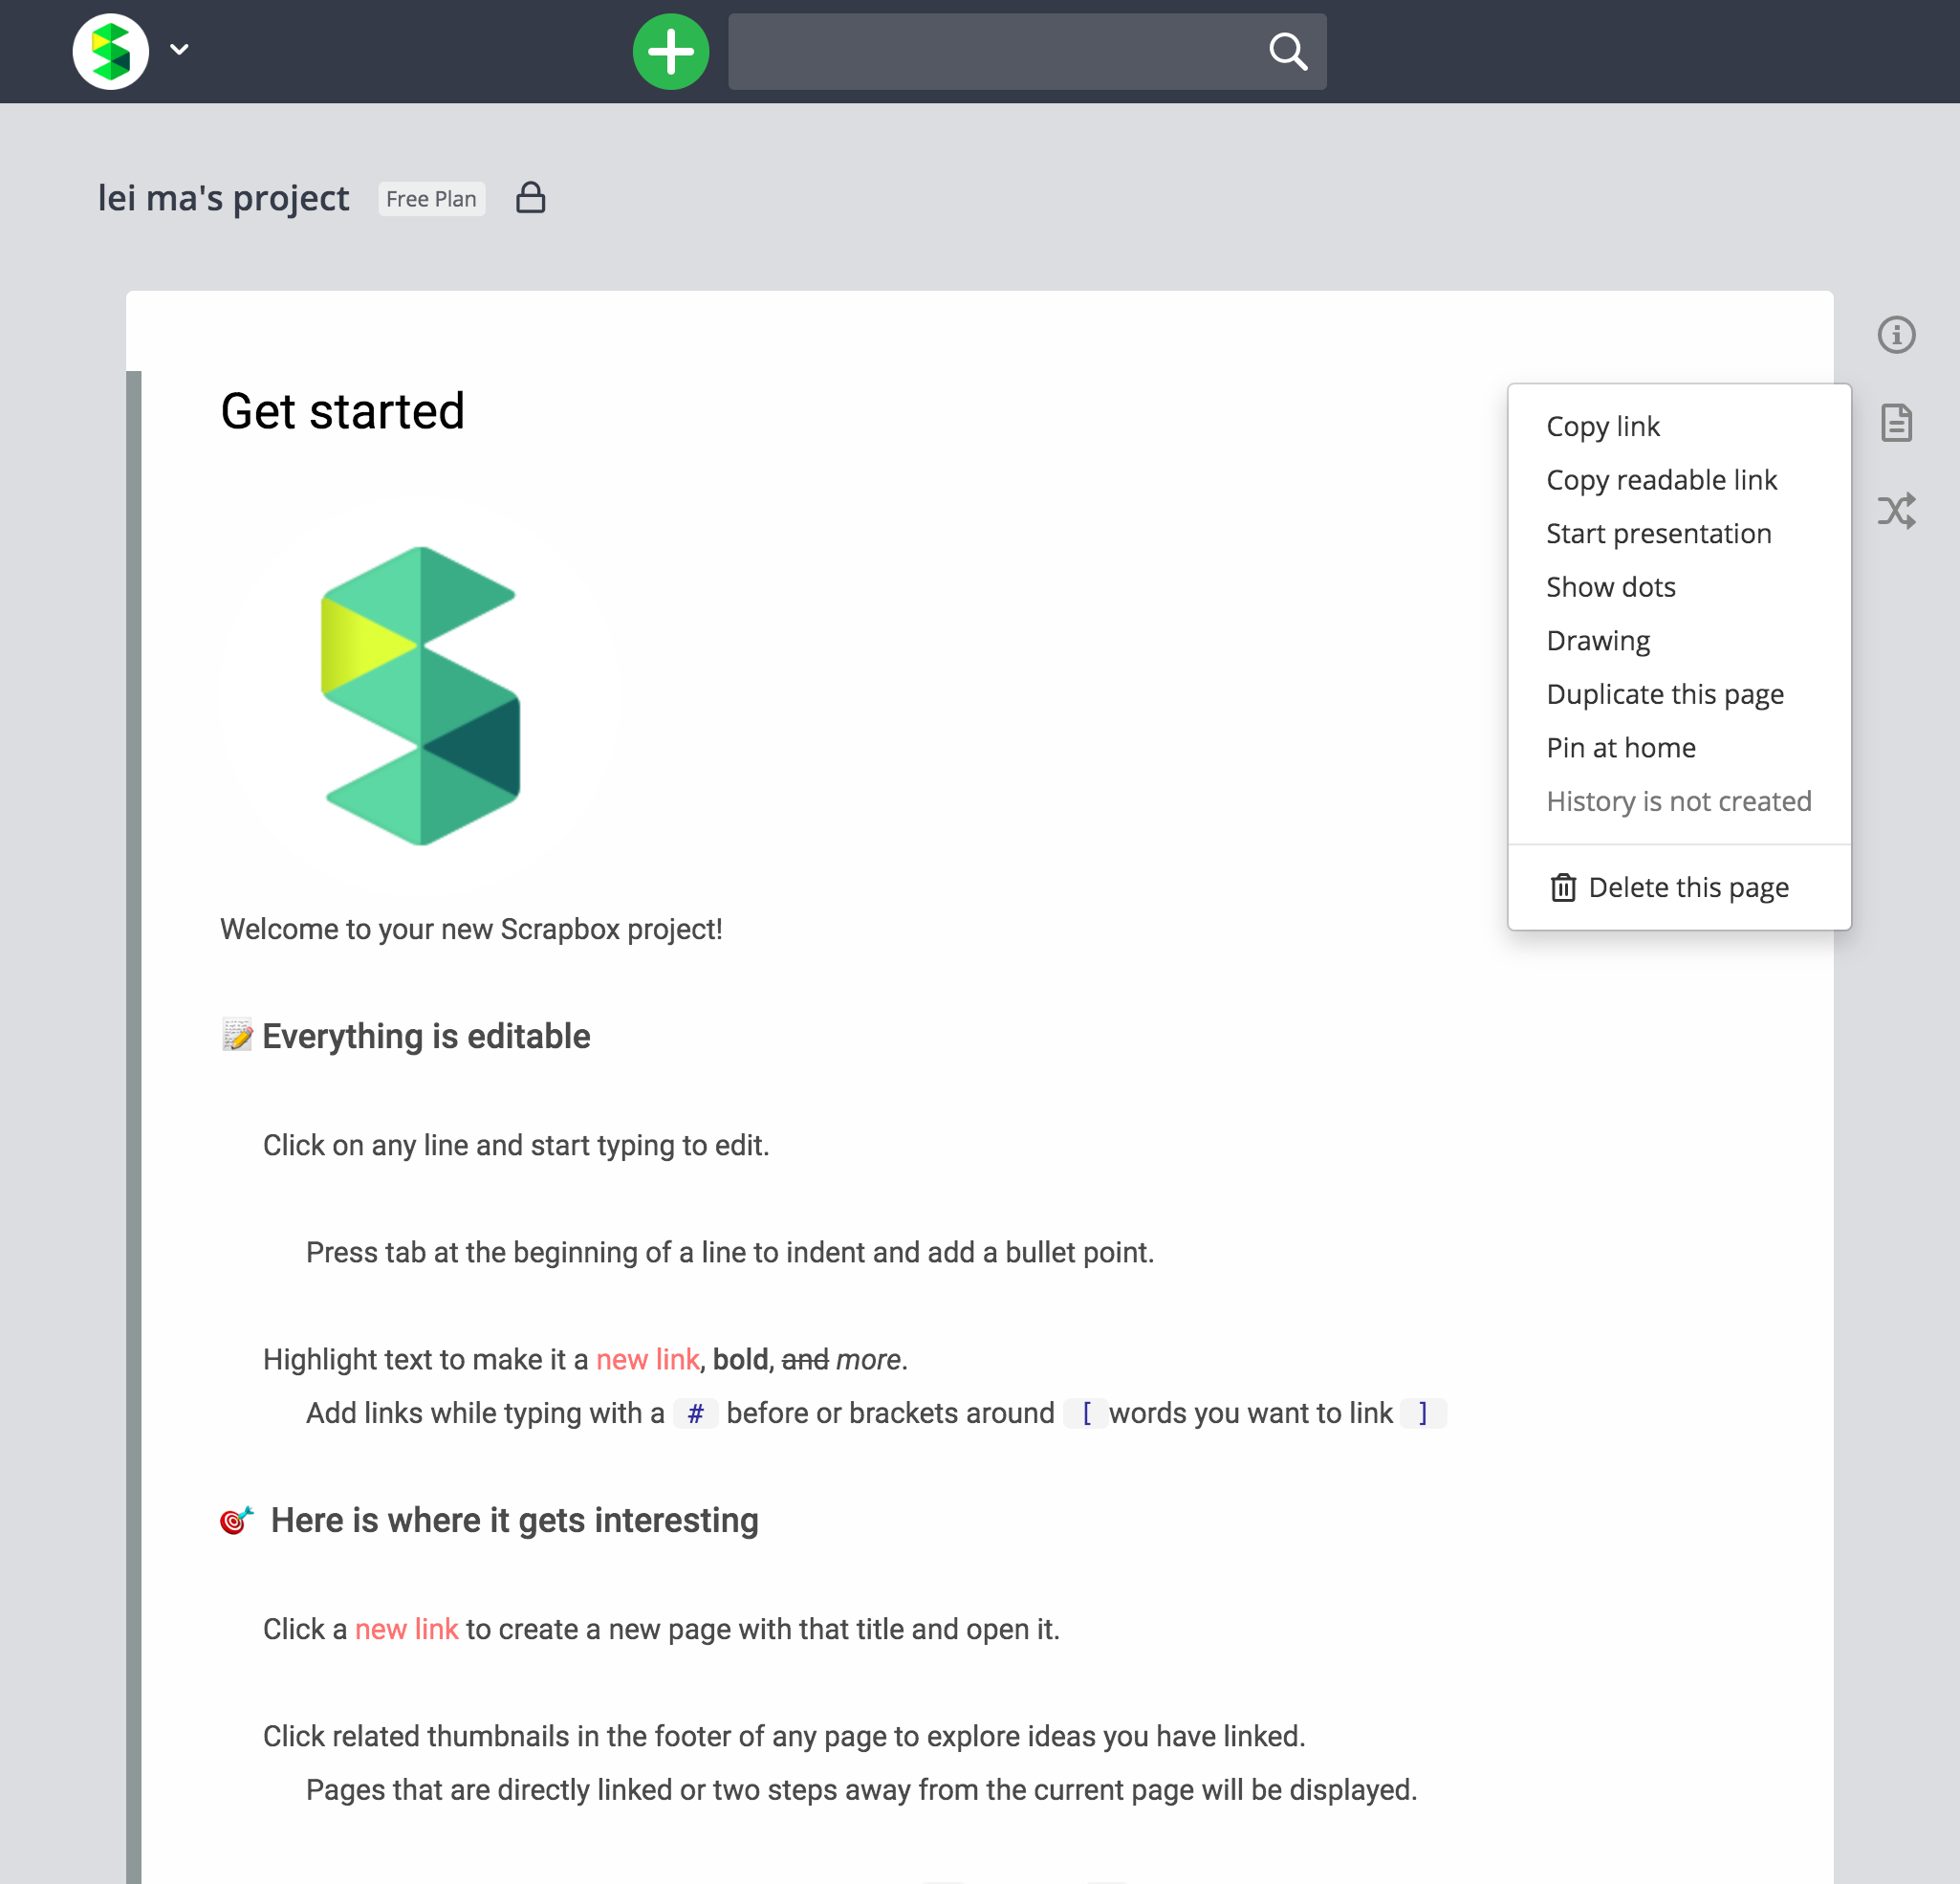 lei ma's project Free Plan
Get started
Copy link
Copy readable link
Start presentation
Show dots
Drawing
Duplicate this page
Pin at home
History is not created
Delete this page
Welcome to your new Scrapbox project!
📝 Everything is editable
Click on any line and start typing to edit.
Press tab at the beginning of a line to indent and add a bullet point.
Highlight text to make it a new link, bold, and more.
Add links while typing with a # before or brackets around [ words you want to link ]
🎯 Here is where it gets interesting
Click a new link to create a new page with that title and open it.
Click related thumbnails in the footer of any page to explore ideas you have linked.
Pages that are directly linked or two steps away from the current page will be displayed.